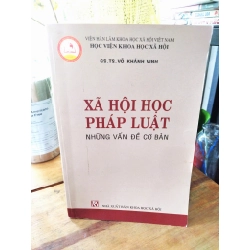 VIỆN HÀN LÂM KHOA HỌC XÃ HỘI VIỆT NAM
HỌC VIỆN KHOA HỌC XÃ HỘI
GS.TS. VÕ KHÁNH VINH
XÃ HỘI HỌC
PHÁP LUẬT
NHỮNG VẤN ĐỀ CƠ BẢN
NHÀ XUẤT BẢN KHOA HỌC XÃ HỘI